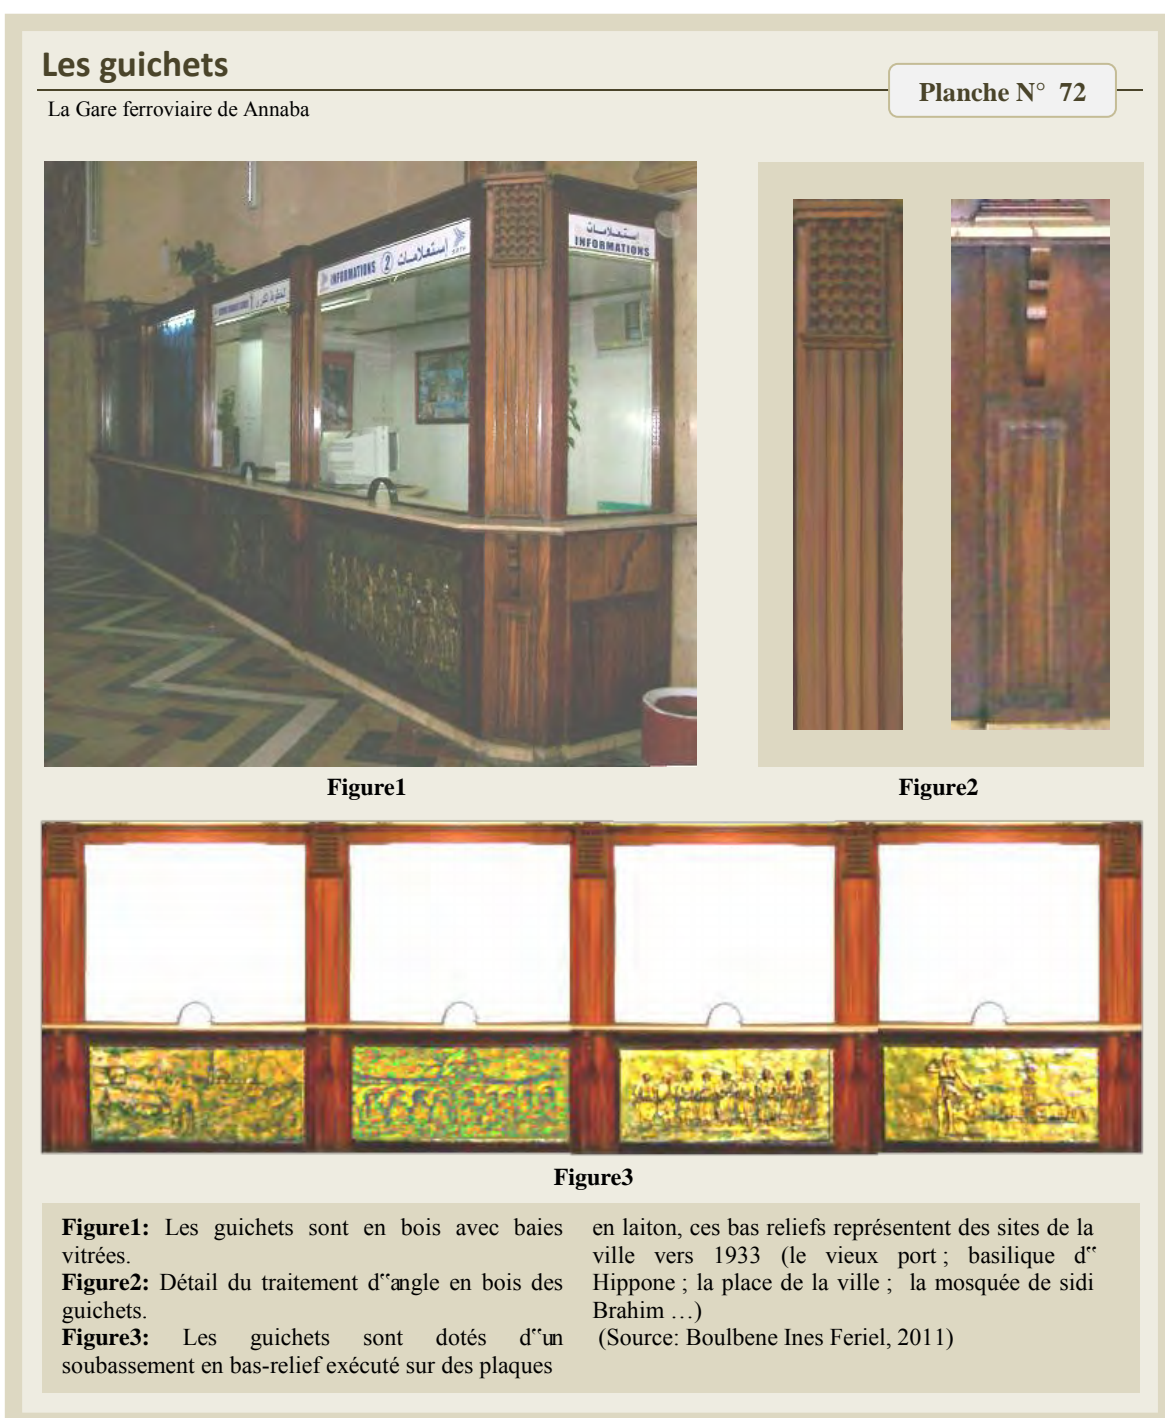 Les guichets
La Gare ferroviaire de Annaba
Planche N° 72
استعلامات
INFORMATIONS
INFORMATIONS 2 استعلامات
Figure1
Figure2
Figure3
Figure1: Les guichets sont en bois avec baies
vitrées.
Figure2: Détail du traitement d‟angle en bois des
guichets.
Figure3: Les guichets sont dotés d‟un
soubassement en bas-relief exécuté sur des plaques
en laiton, ces bas reliefs représentent des sites de la
ville vers 1933 (le vieux port ; basilique d‟
Hippone ; la place de la ville ; la mosquée de sidi
Brahim …)
(Source: Boulbene Ines Feriel, 2011)